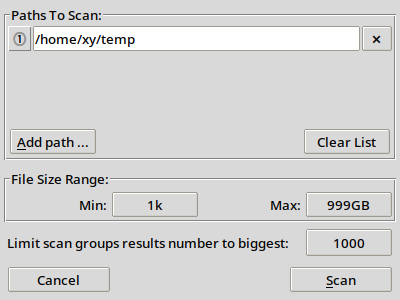 Paths To Scan:
① /home/xy/temp ×
Add path ... Clear List
File Size Range:
Min: 1k Max: 999GB
Limit scan groups results number to biggest: 1000
Cancel Scan